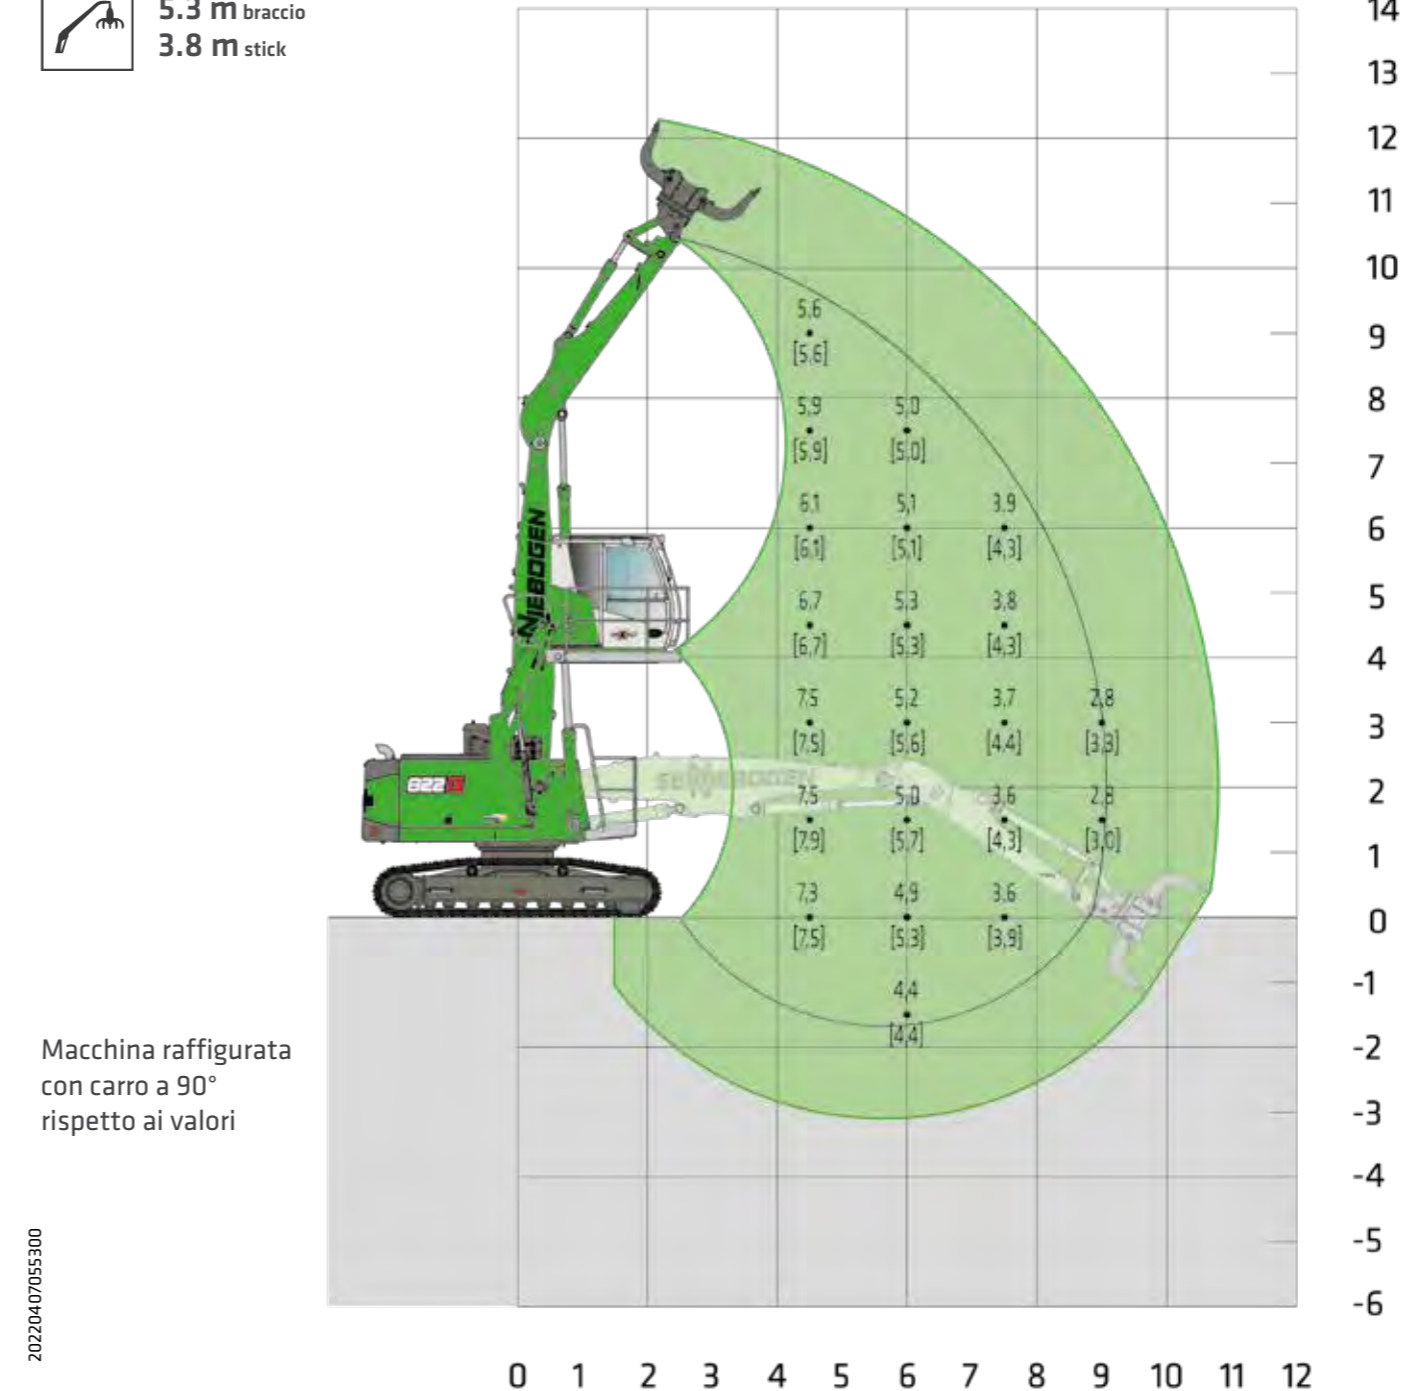 5.3 m braccio
3.8 m stick
14
13
12
11
10
9
8
7
6
5
4
3
2
1
0
-1
-2
-3
-4
-5
-6
5,6
[5,6]
5,9 5,0
[5,9] [5,0]
6,1 5,1 3,9
[6,1] [5,1] [4,3]
6,7 5,3 3,8
[6,7] [5,3] [4,3]
7,5 5,2 3,7 2,8
[7,5] [5,6] [4,4] [3,3]
7,5 5,0 3,6 2,8
[7,9] [5,7] [4,3] [3,0]
7,3 4,9 3,6
[7,5] [5,3] [3,9]
4,4
[4,4]
822
Macchina raffigurata
con carro a 90°
rispetto ai valori
20220407055300
0 1 2 3 4 5 6 7 8 9 10 11 12